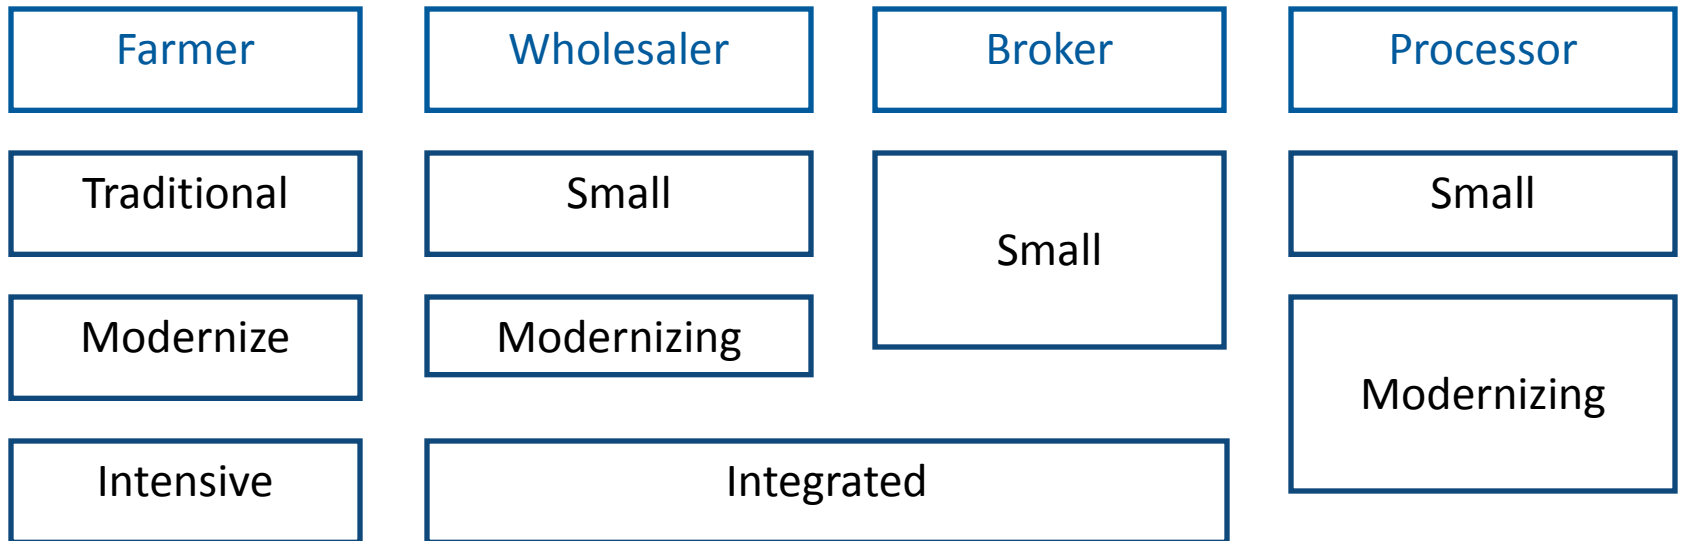 Farmer
Wholesaler
Broker
Processor
Traditional
Small
Small
Small
Modernize
Modernizing
Modernizing
Intensive
Integrated